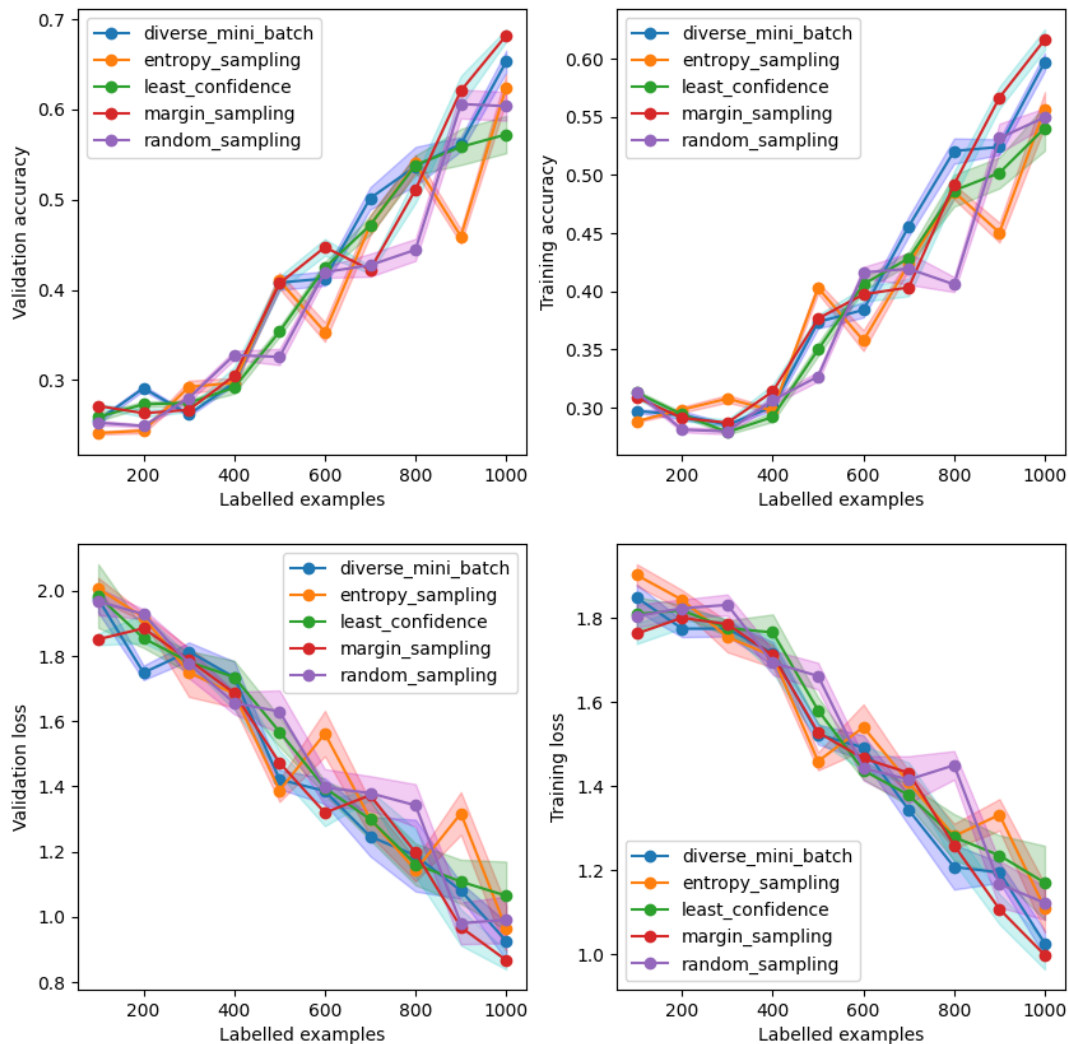 0.7
0.6
0.5
0.4
0.3
Validation accuracy
diverse_mini_batch
entropy_sampling
least_confidence
margin_sampling
random_sampling
200 400 600 800 1000
Labelled examples
0.60
0.55
0.50
0.45
0.40
0.35
0.30
Training accuracy
diverse_mini_batch
entropy_sampling
least_confidence
margin_sampling
random_sampling
200 400 600 800 1000
Labelled examples
2.0
1.8
1.6
1.4
1.2
1.0
0.8
Validation loss
diverse_mini_batch
entropy_sampling
least_confidence
margin_sampling
random_sampling
200 400 600 800 1000
Labelled examples
1.8
1.6
1.4
1.2
1.0
Training loss
diverse_mini_batch
entropy_sampling
least_confidence
margin_sampling
random_sampling
200 400 600 800 1000
Labelled examples